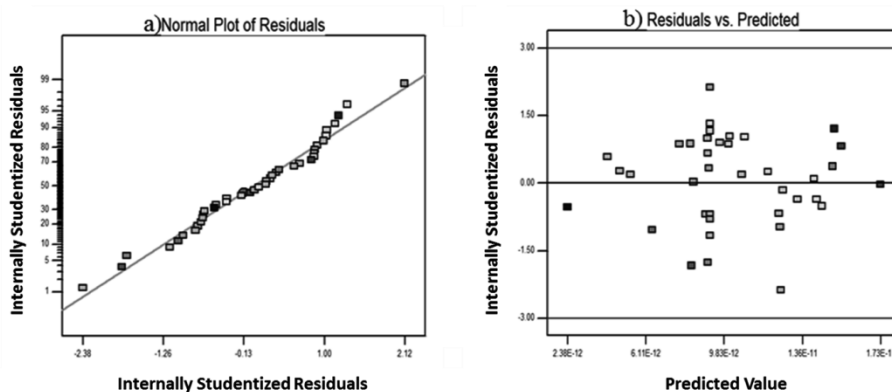 a)Normal Plot of Residuals
Internally Studentized Residuals
99
95
90
80
70
50
30
20
10
5
1
-2.38
-1.26
-0.13
1.00
2.12
Internally Studentized Residuals
b) Residuals vs. Predicted
Internally Studentized Residuals
3.00
1.50
0.00
-1.50
-3.00
2.38E-12
6.11E-12
9.83E-12
1.36E-11
1.73E-1
Predicted Value